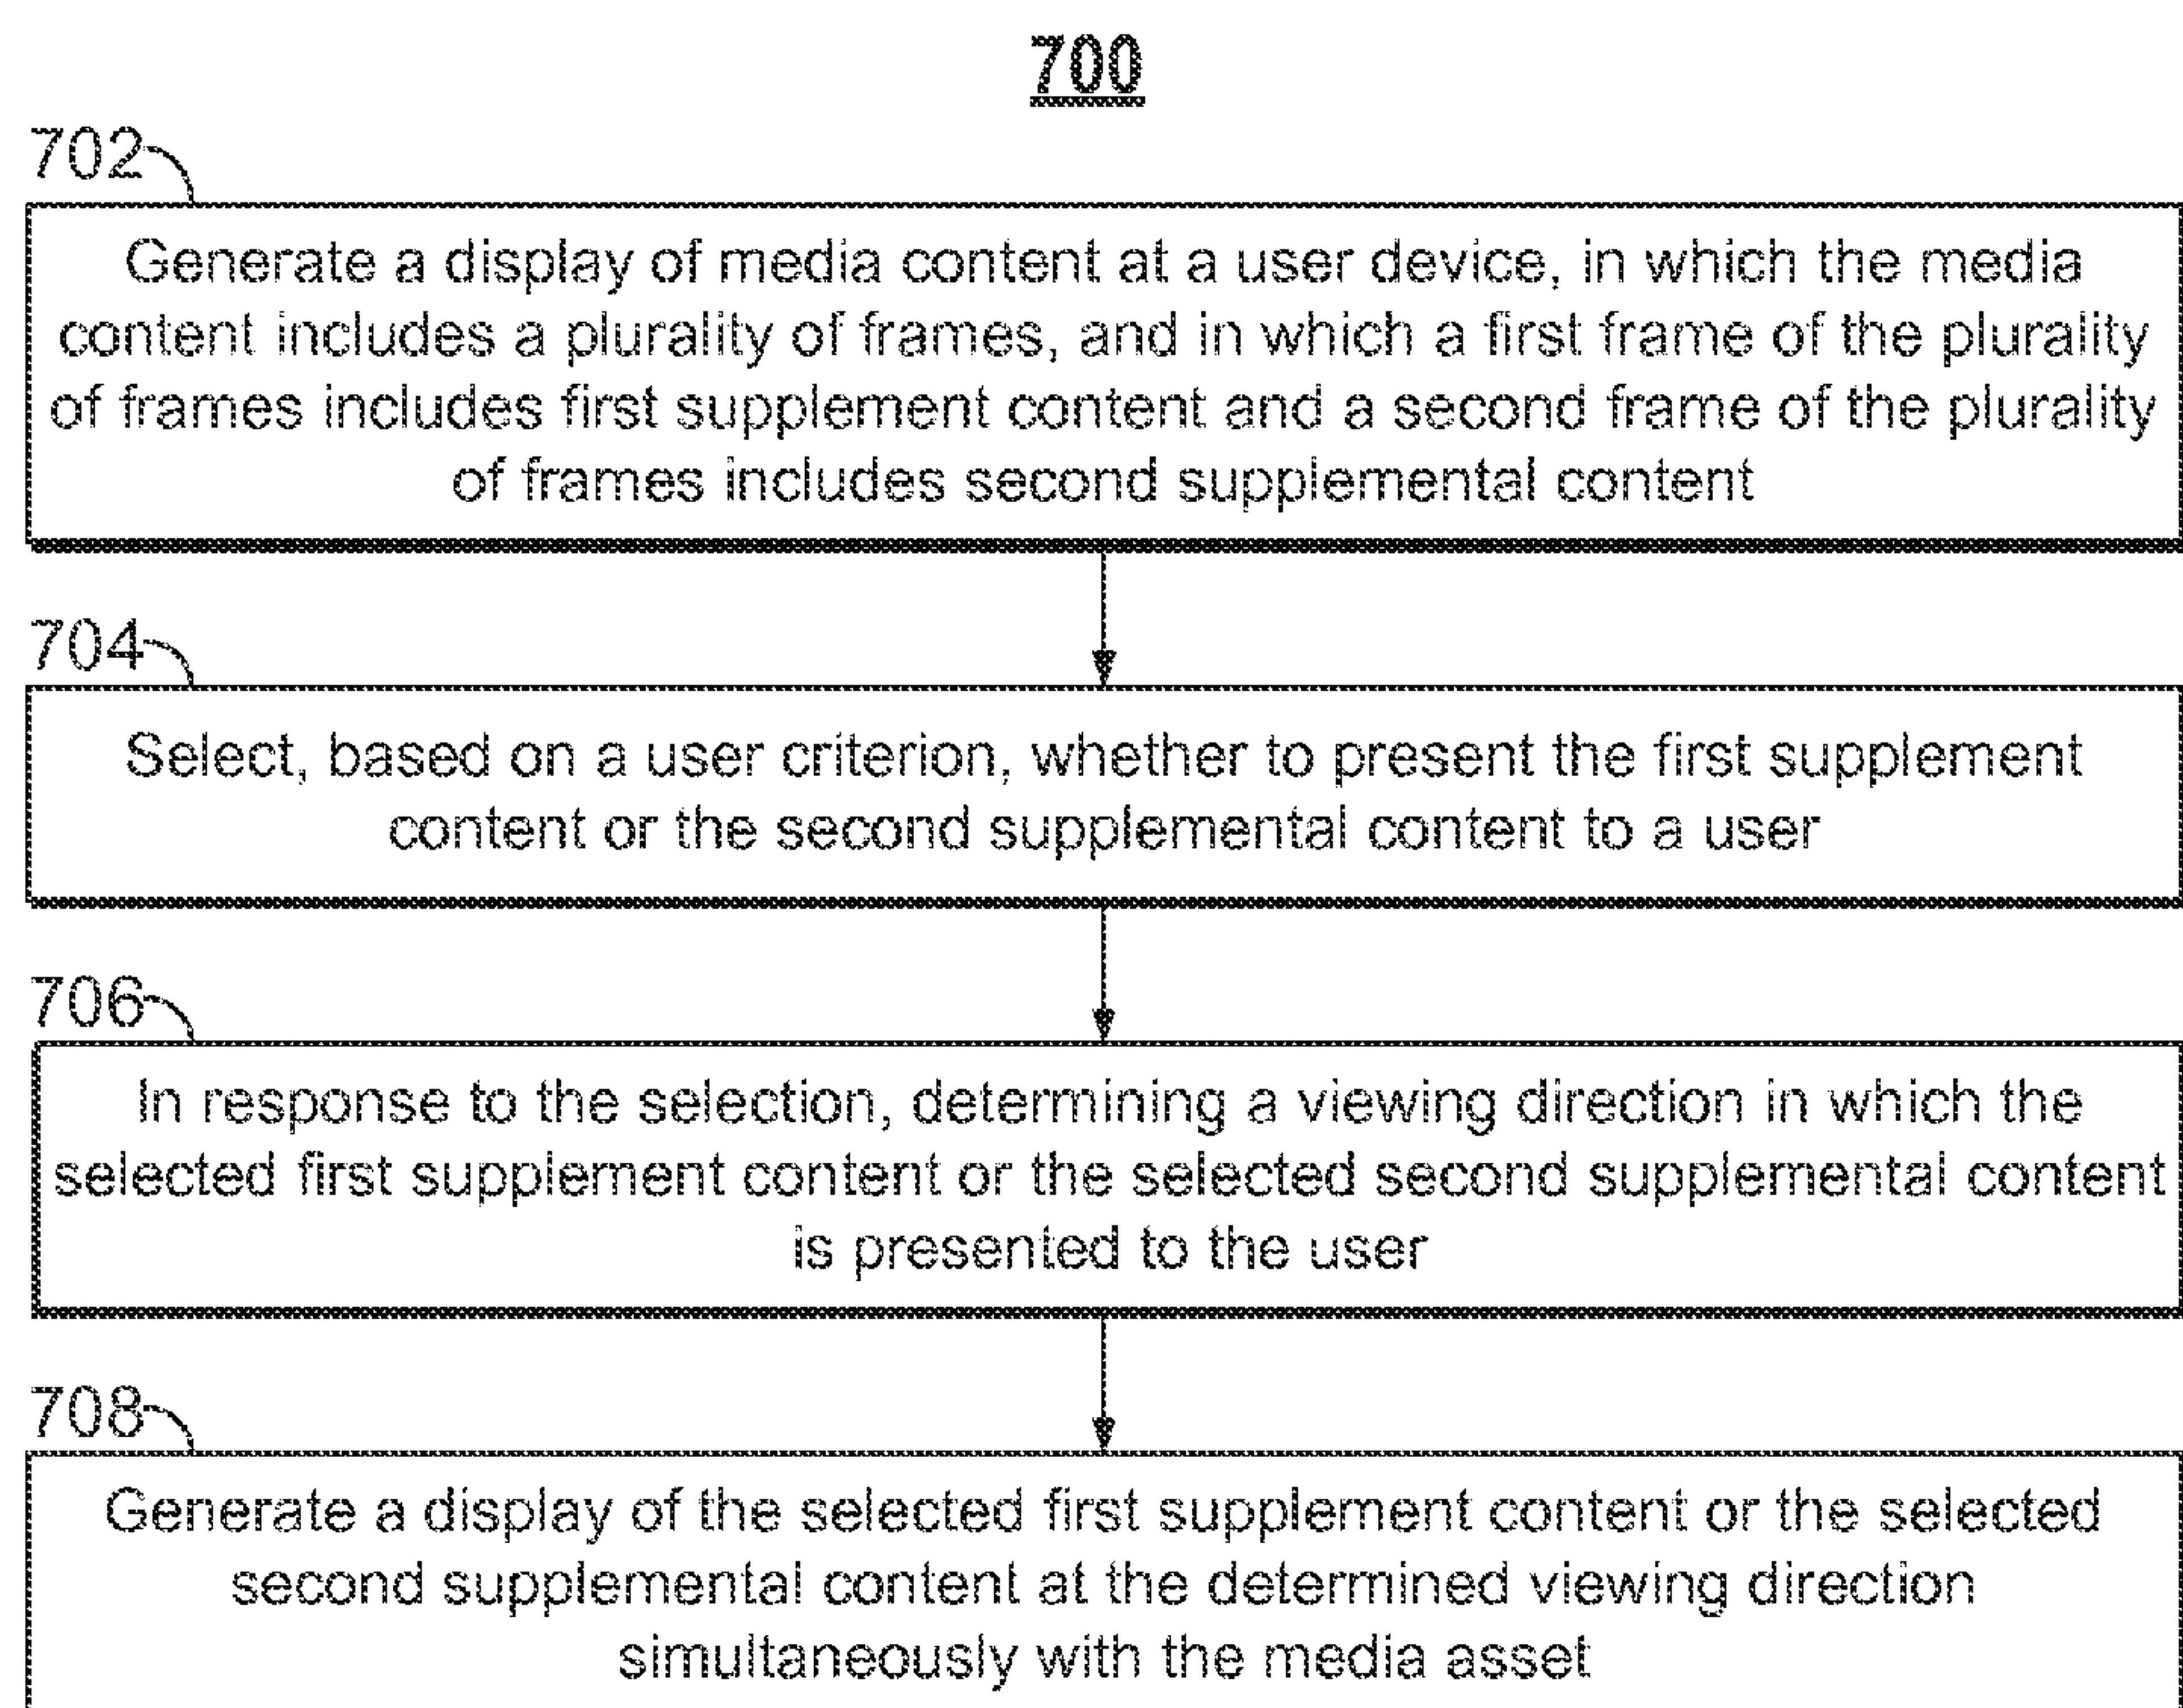 700
702
Generate a display of media content at a user device, in which the media
content includes a plurality of frames, and in which a first frame of the plurality
of frames includes first supplement content and a second frame of the plurality
of frames includes second supplemental content
704
Select, based on a user criterion, whether to present the first supplement
content or the second supplemental content to a user
706
In response to the selection, determining a viewing direction in which the
selected first supplement content or the selected second supplemental content
is presented to the user
708
Generate a display of the selected first supplement content or the selected
second supplemental content at the determined viewing direction
simultaneously with the media asset